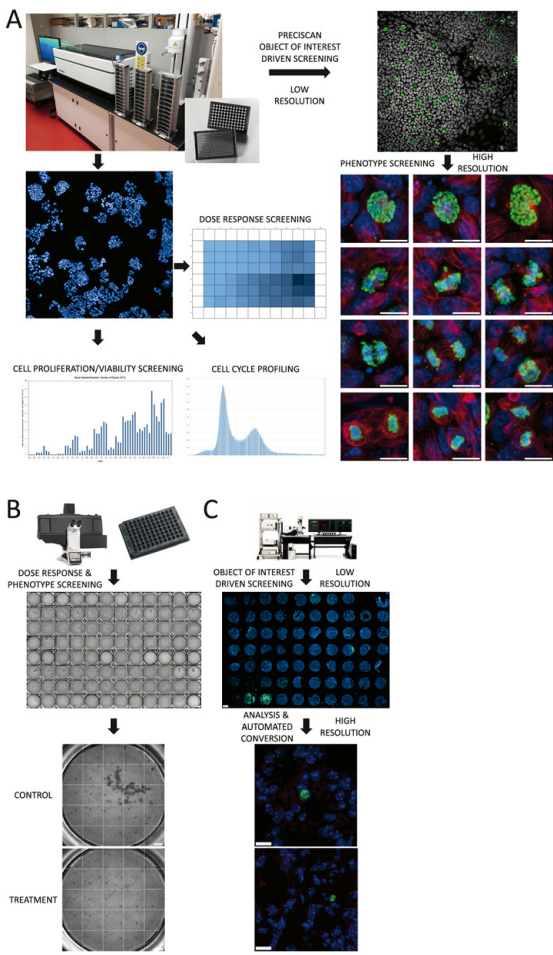 A
PRECISCAN
OBJECT OF INTEREST
DRIVEN SCREENING
LOW
RESOLUTION
PHENOTYPE SCREENING
HIGH
RESOLUTION
DOSE RESPONSE SCREENING
CELL PROLIFERATION/VIABILITY SCREENING
CELL CYCLE PROFILING
B
C
DOSE RESPONSE &
PHENOTYPE SCREENING
OBJECT OF INTEREST
DRIVEN SCREENING
LOW
RESOLUTION
ANALYSIS &
AUTOMATED
CONVERSION
HIGH
RESOLUTION
CONTROL
TREATMENT